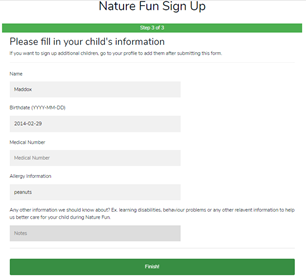 Nature Fun Sign Up
Step 3 of 3
Please fill in your child's information
If you want to sign up additional children, go to your profile to add them after submitting this form.
Name
Maddox
Birthdate (YYYY-MM-DD)
2014-02-29
Medical Number
Medical Number
Allergy Information
peanuts
Any other information we should know about? Ex. learning disabilities, behaviour problems or any other relavent information to help
us better care for your child during Nature Fun.
Notes
Finish!